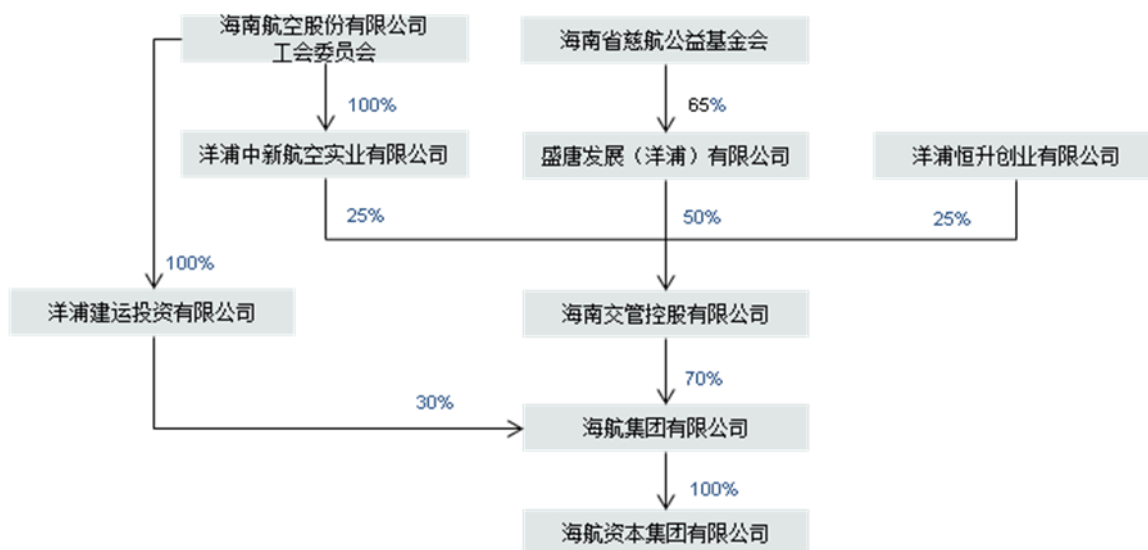 海南航空股份有限公司
工会委员会
海南省慈航公益基金会
100%
65%
洋浦中新航空实业有限公司
盛唐发展（洋浦）有限公司
洋浦恒升创业有限公司
25%
50%
25%
100%
洋浦建运投资有限公司
海南交管控股有限公司
70%
30%
海航集团有限公司
100%
海航资本集团有限公司